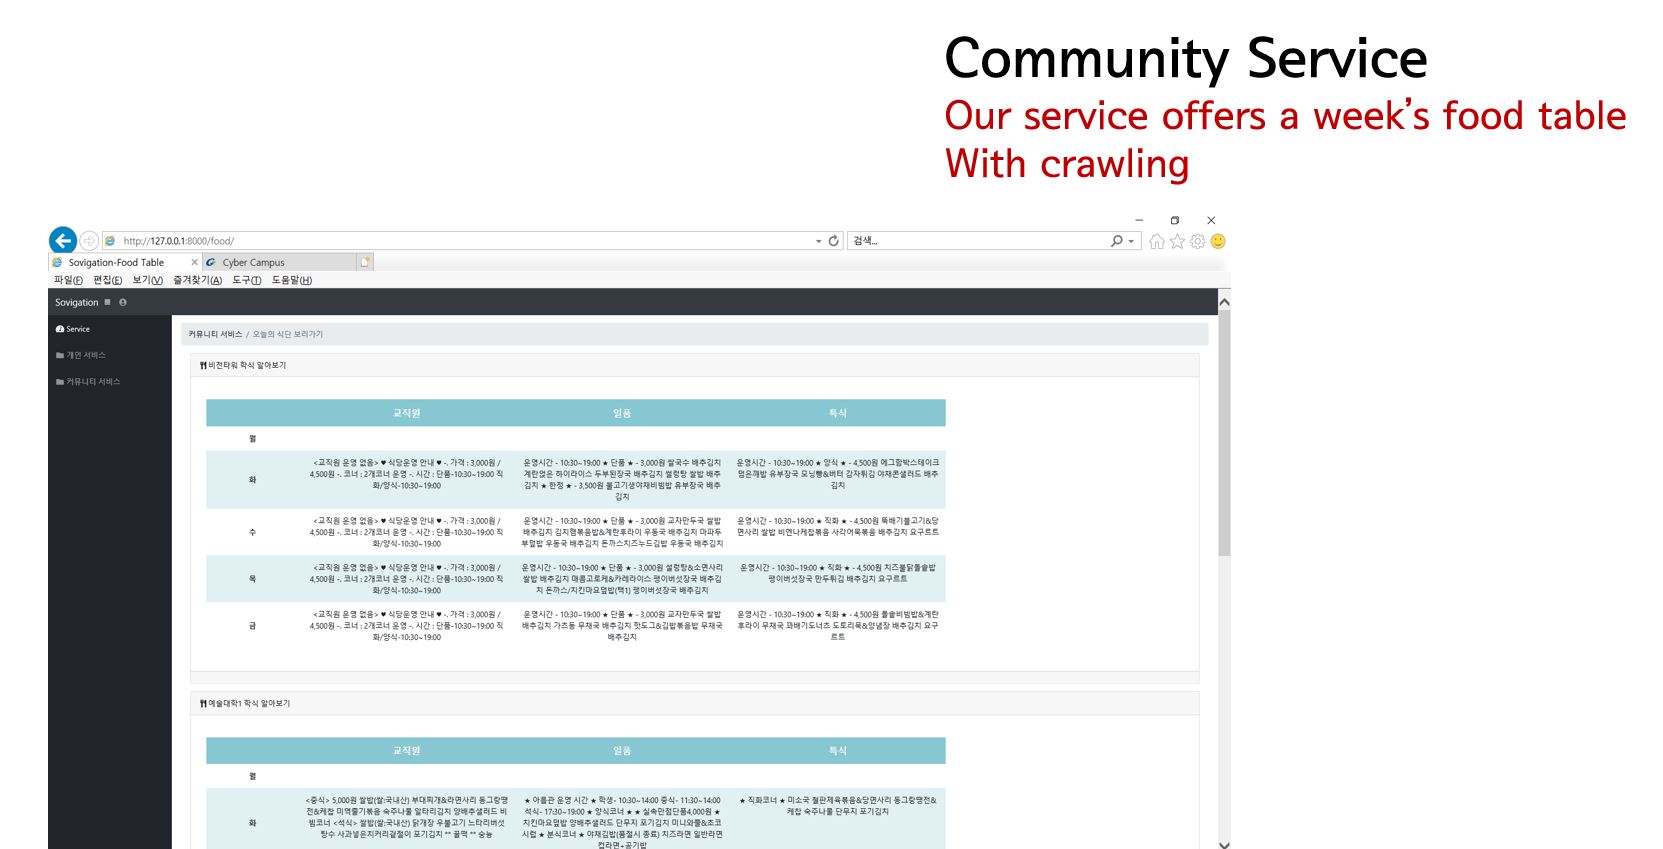 Community Service
Our service offers a week's food table
With crawling
http://127.0.0.1:8000/food/
검색...
Sovigation-Food Table
Cyber Campus
파일(F) 편집(E) 보기(V) 즐겨찾기(A) 도구(T) 도움말(H)
Sovigation
Service
개인 서비스
커뮤니티 서비스
커뮤니티 서비스 / 오늘의 식단 보러가기
비전타워 학식 알아보기
교직원 일품 특식
월
화
<교직원 운영 없음> ♥ 식당운영 안내 ♥ -. 가격 : 3,000원 /
4,500원 -. 코너 : 2개코너 운영 -. 시간 : 단품-10:30~19:00 직
화/양식-10:30~19:00
운영시간 - 10:30~19:00 ★ 단품 ★ - 3,000원 쌀국수 배추김치
계란얹은 하이라이스 두부된장국 배추김치 설렁탕 쌀밥 배추
김치 ★ 한정 ★ - 3,500원 불고기생야채비빔밥 유부장국 배추
김치
운영시간 - 10:30~19:00 ★ 양식 ★ - 4,500원 에그함박스테이크
검은깨밥 유부장국 모닝빵&버터 감자튀김 야채콘샐러드 배추
김치
수
<교직원 운영 없음> ♥ 식당운영 안내 ♥ -. 가격 : 3,000원 /
4,500원 -. 코너 : 2개코너 운영 -. 시간 : 단품-10:30~19:00 직
화/양식-10:30~19:00
운영시간 - 10:30~19:00 ★ 단품 ★ - 3,000원 교자만두국 쌀밥
배추김치 김치햄볶음밥&계란후라이 우동국 배추김치 마파두
부덮밥 우동국 배추김치 돈까스치즈누드김밥 우동국 배추김치
운영시간 - 10:30~19:00 ★ 직화 ★ - 4,500원 뚝배기불고기&당
면사리 쌀밥 비엔나케찹볶음 사각어묵볶음 배추김치 요구르트
목
<교직원 운영 없음> ♥ 식당운영 안내 ♥ -. 가격 : 3,000원 /
4,500원 -. 코너 : 2개코너 운영 -. 시간 : 단품-10:30~19:00 직
화/양식-10:30~19:00
운영시간 - 10:30~19:00 ★ 단품 ★ - 3,000원 설렁탕&소면사리
쌀밥 배추김치 매콤고로케&카레라이스 팽이버섯장국 배추김
치 돈까스/치킨마요덮밥(택1) 팽이버섯장국 배추김치
운영시간 - 10:30~19:00 ★ 직화 ★ - 4,500원 치즈불닭돌솥밥
팽이버섯장국 만두튀김 배추김치 요구르트
금
<교직원 운영 없음> ♥ 식당운영 안내 ♥ -. 가격 : 3,000원 /
4,500원 -. 코너 : 2개코너 운영 -. 시간 : 단품-10:30~19:00 직
화/양식-10:30~19:00
운영시간 - 10:30~19:00 ★ 단품 ★ - 3,000원 교자만두국 쌀밥
배추김치 가츠동 무채국 배추김치 핫도그&김밥볶음밥 무채국
배추김치
운영시간 - 10:30~19:00 ★ 직화 ★ - 4,500원 돌솥비빔밥&계란
후라이 무채국 꽈배기도너츠 도토리묵&양념장 배추김치 요구
르트
예술대학1 학식 알아보기
교직원 일품 특식
월
화
<중식> 5,000원 쌀밥(쌀:국내산) 부대찌개&라면사리 동그랑땡
전&케찹 미역줄기볶음 숙주나물 알타리김치 양배추샐러드 비
빔코너 <석식> 쌀밥(쌀:국내산) 닭개장 우불고기 느타리버섯
탕수 사과넣은치커리겉절이 포기김치 ** 꿀떡 ** 숭늉
★ 아름관 운영 시간 ★ 학생- 10:30~14:00 중식- 11:30~14:00
석식- 17:30~19:00 ★ 양식코너 ★ ★ 실속만점단품4,000원 ★
치킨마요덮밥 양배추샐러드 단무지 포기김치 미니와플&초코
시럽 ★ 분식코너 ★ 야채김밥(품절시 종료) 치즈라면 일반라면
컵라면+공기밥
★ 직화코너 ★ 미소국 철판제육볶음&당면사리 동그랑땡전&
케찹 숙주나물 단무지 포기김치